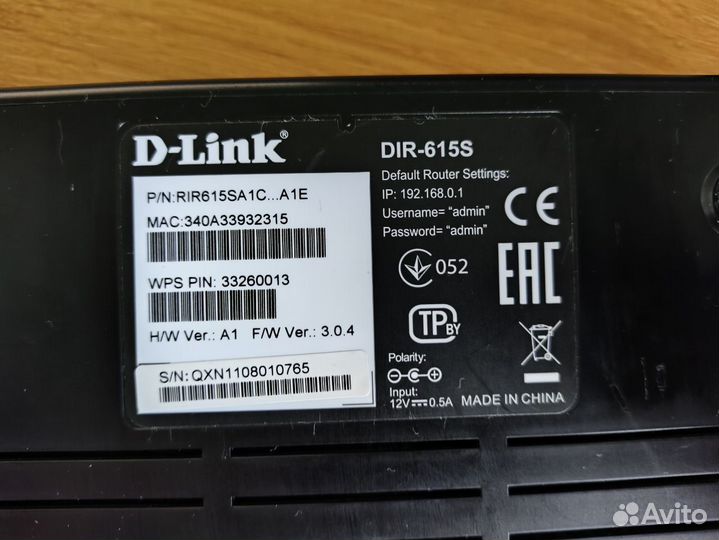 D-Link®
P/N:RIR615SA1C...A1E
MAC:340A33932315
WPS PIN: 33260013
H/W Ver.: A1 F/W Ver.: 3.0.4
S/N: QXN1108010765
DIR-615S
Default Router Settings:
IP: 192.168.0.1
Username= “admin”
Password= “admin”
CE
052
EAC
TP BY
Polarity:
Input:
12V 0.5A
MADE IN CHINA
Avito